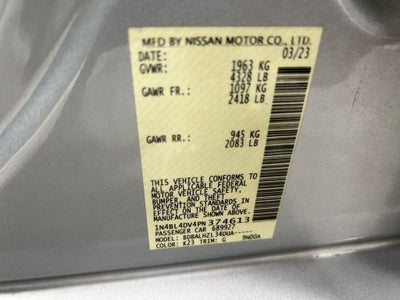 MFD BY NISSAN MOTOR CO., LTD.
DATE: 03/23
GVWR: 1963 KG
4328 LB
GAWR FR.: 1097 KG
2418 LB
GAWR RR.: 945 KG
2083 LB
THIS VEHICLE CONFORMS TO
ALL APPLICABLE FEDERAL
MOTOR VEHICLE SAFETY,
BUMPER, AND THEFT
PREVENTION STANDARDS IN
EFFECT ON THE DATE OF
MANUFACTURE SHOWN ABOVE.
1N4BL4DV4PN374613
PASSENGER CAR 689927
MODEL: BDBALHZL34DUA-----
COLOR: K23 TRIM: G 9N00A